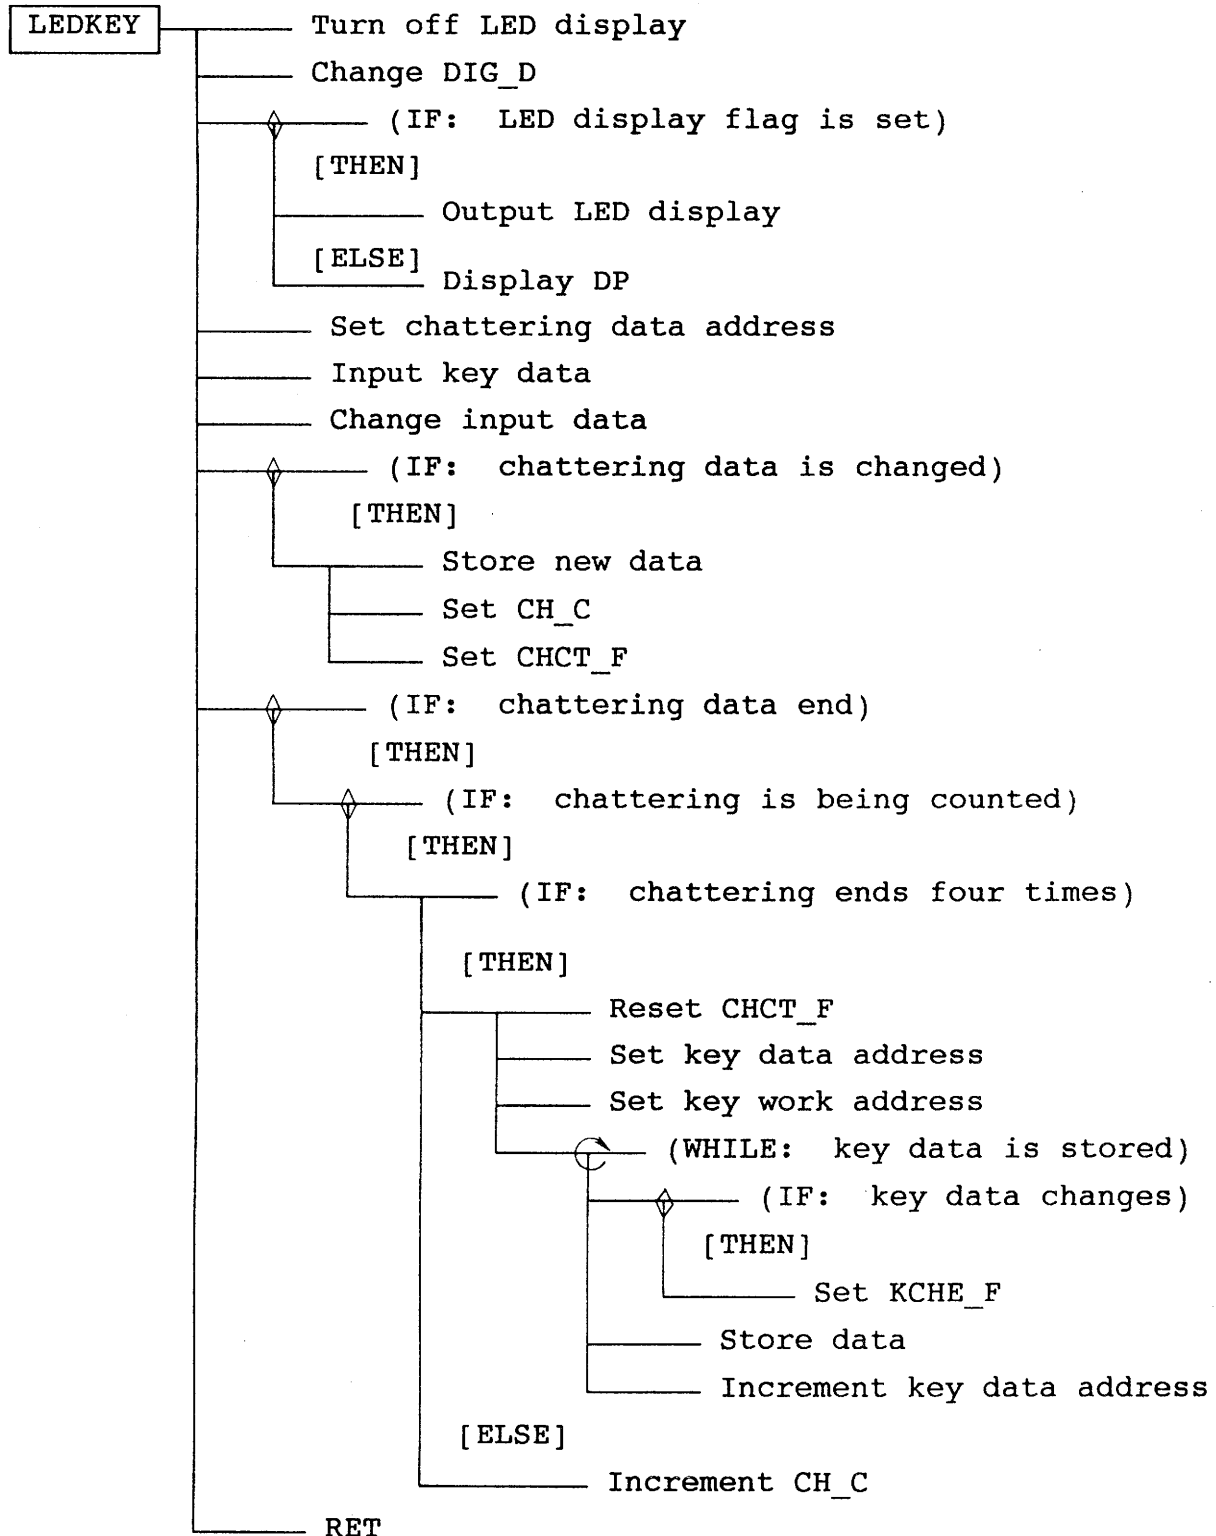 LEDKEY Turn off LED display
Change DIG_D
(IF: LED display flag is set)
[THEN]
Output LED display
[ELSE]
Display DP
Set chattering data address
Input key data
Change input data
(IF: chattering data is changed)
[THEN]
Store new data
Set CH_C
Set CHCT_F
(IF: chattering data end)
[THEN]
(IF: chattering is being counted)
[THEN]
(IF: chattering ends four times)
[THEN]
Reset CHCT_F
Set key data address
Set key work address
(WHILE: key data is stored)
(IF: key data changes)
[THEN]
Set KCHE_F
Store data
Increment key data address
[ELSE]
Increment CH_C
RET